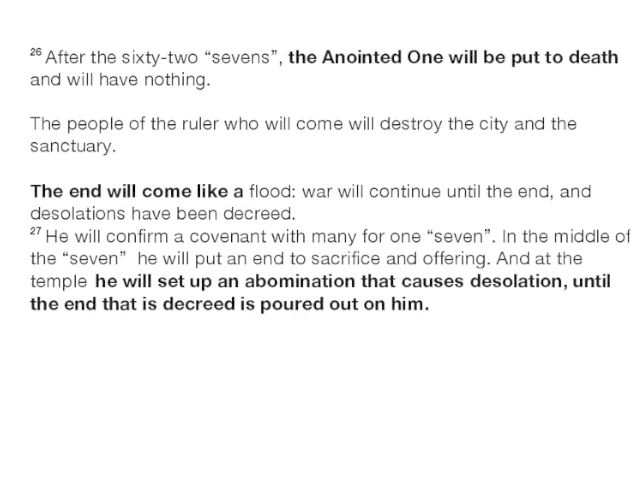 26 After the sixty-two “sevens”, the Anointed One will be put to death
and will have nothing.
The people of the ruler who will come will destroy the city and the
sanctuary.
The end will come like a flood: war will continue until the end, and
desolations have been decreed.
27 He will confirm a covenant with many for one “seven”. In the middle of
the “seven” he will put an end to sacrifice and offering. And at the
temple he will set up an abomination that causes desolation, until
the end that is decreed is poured out on him.